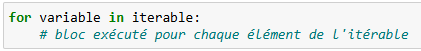 for variable in iterable:
    # bloc exécuté pour chaque élément de l'itérable